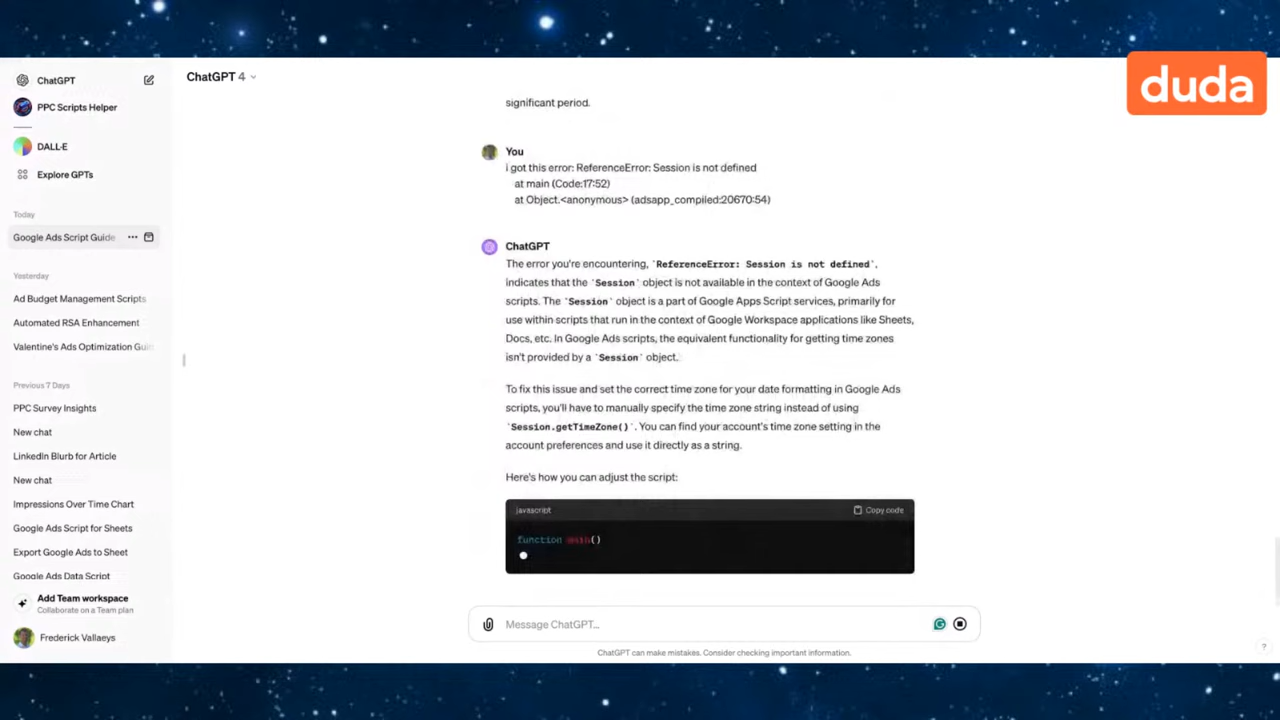 duda
ChatGPT
PPC Scripts Helper
DALL·E
Explore GPTs
Today
Google Ads Script Guide
Yesterday
Ad Budget Management Scripts
Automated RSA Enhancement
Valentine's Ads Optimization Gui
Previous 7 Days
PPC Survey Insights
New chat
LinkedIn Blurb for Article
New chat
Impressions Over Time Chart
Google Ads Script for Sheets
Export Google Ads to Sheet
Google Ads Data Script
Add Team workspace
Collaborate on a Team plan
Frederick Vallaeys
ChatGPT 4
significant period.
You
i got this error: ReferenceError: Session is not defined
at main (Code:17:52)
at Object.<anonymous> (adsapp_compiled:20670:54)
ChatGPT
The error you're encountering, `ReferenceError: Session is not defined`,
indicates that the `Session` object is not available in the context of Google Ads
scripts. The `Session` object is a part of Google Apps Script services, primarily for
use within scripts that run in the context of Google Workspace applications like Sheets,
Docs, etc. In Google Ads scripts, the equivalent functionality for getting time zones
isn't provided by a `Session` object.
To fix this issue and set the correct time zone for your date formatting in Google Ads
scripts, you'll have to manually specify the time zone string instead of using
`Session.getTimeZone()`. You can find your account's time zone setting in the
account preferences and use it directly as a string.
Here's how you can adjust the script:
javascript
Copy code
function main()
Message ChatGPT...
ChatGPT can make mistakes. Consider checking important information.
?